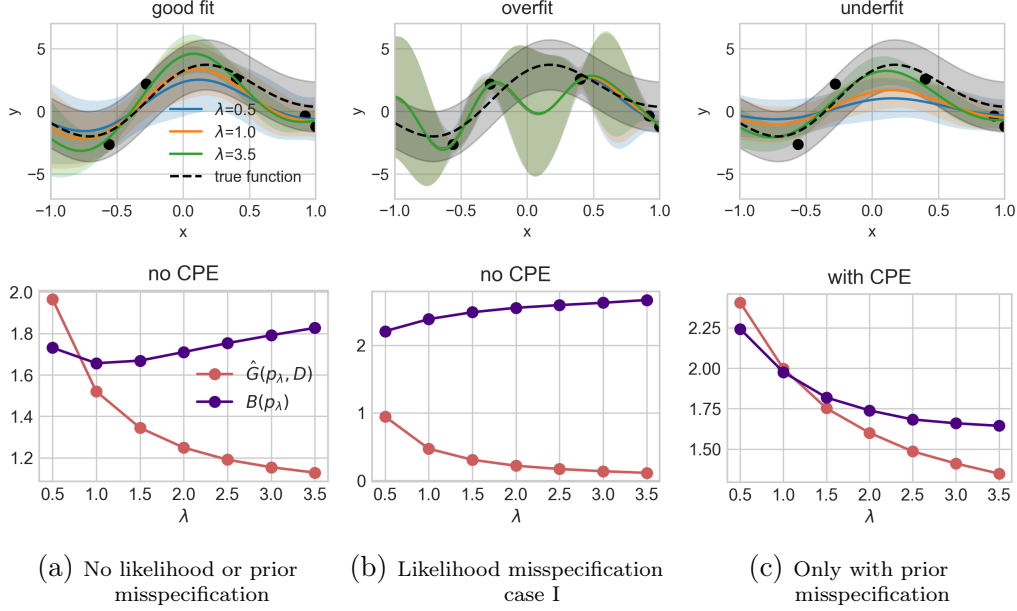 good fit
overfit
underfit
y
5
0
−5
λ=0.5
λ=1.0
λ=3.5
true function
−1.0 −0.5 0.0 0.5 1.0
x
y
5
0
−5
−1.0 −0.5 0.0 0.5 1.0
x
y
5
0
−5
−1.0 −0.5 0.0 0.5 1.0
x
no CPE
2.0
1.8
1.6
1.4
1.2
Ĝ(pλ, D)
B(pλ)
0.5 1.0 1.5 2.0 2.5 3.0 3.5
λ
no CPE
2
1
0
0.5 1.0 1.5 2.0 2.5 3.0 3.5
λ
with CPE
2.25
2.00
1.75
1.50
0.5 1.0 1.5 2.0 2.5 3.0 3.5
λ
(a) No likelihood or prior
misspecification
(b) Likelihood misspecification
case I
(c) Only with prior
misspecification